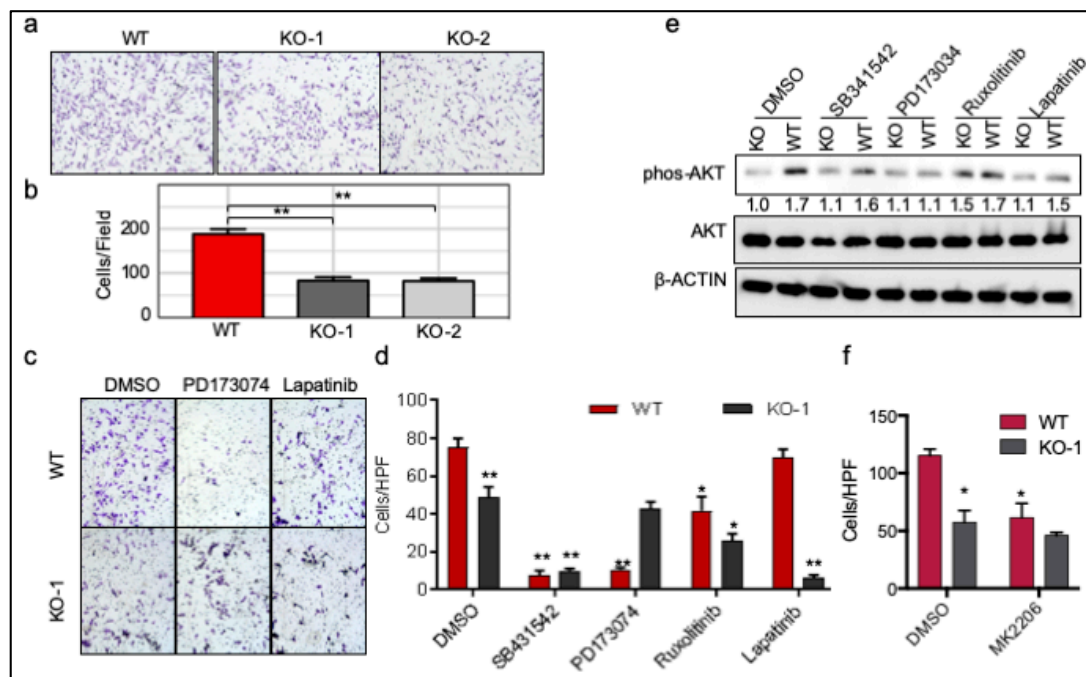 a
WT KO-1 KO-2
b
** **
Cells/Field
200
100
0
WT KO-1 KO-2
c
DMSO PD173074 Lapatinib
WT
KO-1
d
WT KO-1
Cells/HPF
100
80
60
40
20
0
** ** ** ** * * **
DMSO SB431542 PD173074 Ruxolitinib Lapatinib
e
DMSO SB341542 PD173034 Ruxolitinib Lapatinib
KO WT KO WT KO WT KO WT KO WT
phos-AKT
1.0 1.7 1.1 1.6 1.1 1.1 1.5 1.7 1.1 1.5
AKT
β-ACTIN
f
WT
KO-1
Cells/HPF
150
100
50
0
* *
DMSO MK2206